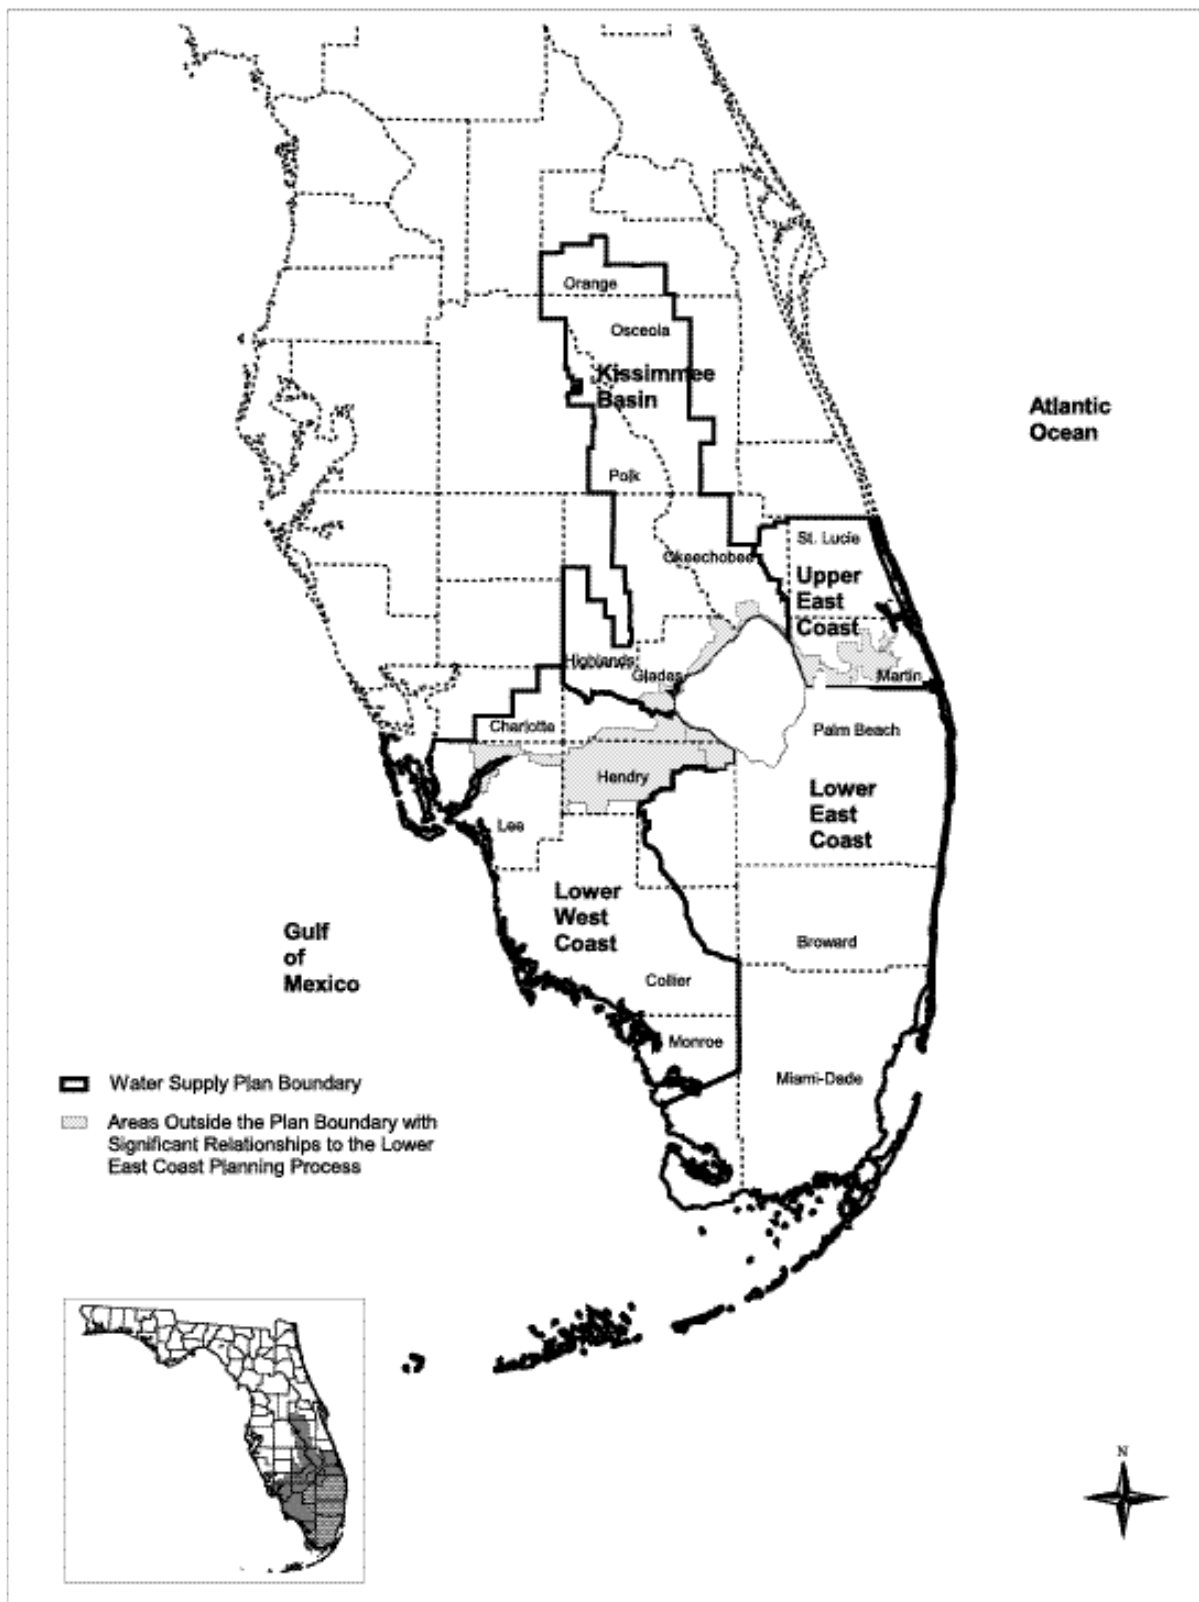 Orange
Osceola
Kissimmee
Basin
Atlantic
Ocean
Polk
St. Lucie
Okeechobee
Upper
East
Coast
Highlands
Glades
Martin
Charlotte
Palm Beach
Hendry
Lower
East
Coast
Lee
Lower
West
Coast
Gulf
of
Mexico
Broward
Collier
Monroe
Miami-Dade
Water Supply Plan Boundary
Areas Outside the Plan Boundary with
Significant Relationships to the Lower
East Coast Planning Process
N